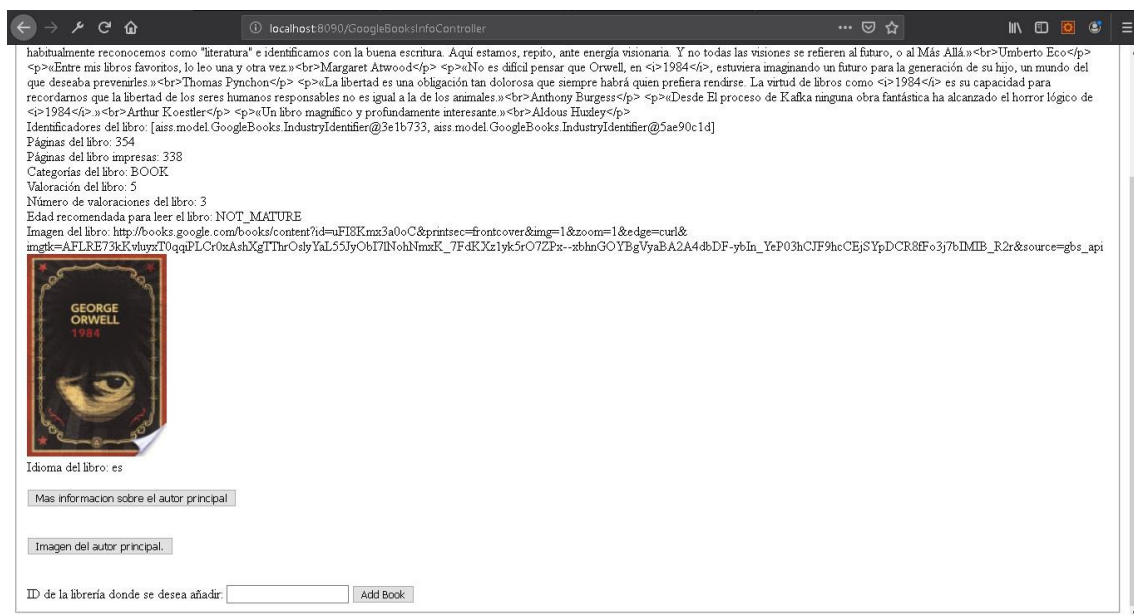 localhost:8090/GoogleBooksInfoController
habitualmente reconocemos como "literatura" e identificamos con la buena escritura. Aquí estamos, repito, ante energía visionaria. Y no todas las visiones se refieren al futuro, o al Más Allá.»<br>Umberto Eco</p>
<p>«Entre mis libros favoritos, lo leo una y otra vez.»<br>Margaret Atwood</p> <p>«No es difícil pensar que Orwell, en <i>1984</i>, estuviera imaginando un futuro para la generación de su hijo, un mundo del
que deseaba prevenirles.»<br>Thomas Pynchon</p> <p>«La libertad es una obligación tan dolorosa que siempre habrá quien prefiera rendirse. La virtud de libros como <i>1984</i> es su capacidad para
recordarnos que la libertad de los seres humanos responsables no es igual a la de los animales.»<br>Anthony Burgess</p> <p>«Desde El proceso de Kafka ninguna obra fantástica ha alcanzado el horror lógico de
<i>1984</i>.»<br>Arthur Koestler</p> <p>«Un libro magnífico y profundamente interesante.»<br>Aldous Huxley</p>
Identificadores del libro: [aiss.model.GoogleBooks.IndustryIdentifier@3e1b733, aiss.model.GoogleBooks.IndustryIdentifier@5ae90c1d]
Páginas del libro: 354
Páginas del libro impresas: 338
Categorías del libro: BOOK
Valoración del libro: 5
Número de valoraciones del libro: 3
Edad recomendada para leer el libro: NOT_MATURE
Imagen del libro: http://books.google.com/books/content?id=uFI8Kmx3a0oC&printsec=frontcover&img=1&zoom=1&edge=curl&
imgtk=AFLRE73kKvluyxT0qqiPLCr0xAshXgTThrOslyYaL55JyObI7lNohNmxK_7FdKXz1yk5rO7ZPx--xbhnGOYBgVyaBA2A4dbDF-ybIn_YeP03hCJF9hcCEjSYpDCR8fFo3j7bIMIB_R2r&source=gbs_api
GEORGE
ORWELL
1984
Idioma del libro: es
Mas informacion sobre el autor principal
Imagen del autor principal.
ID de la librería donde se desea añadir: Add Book